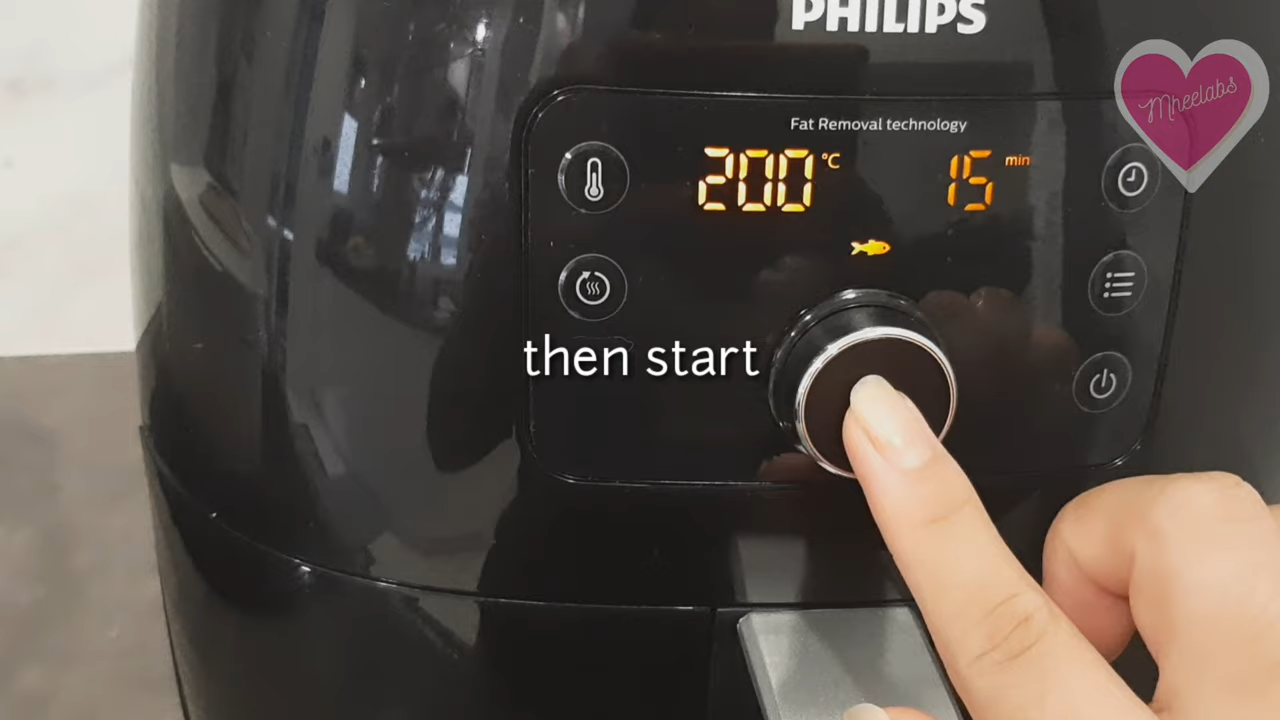 PHILIPS
Mheelabs
Fat Removal technology
200 °C
15 min
then start